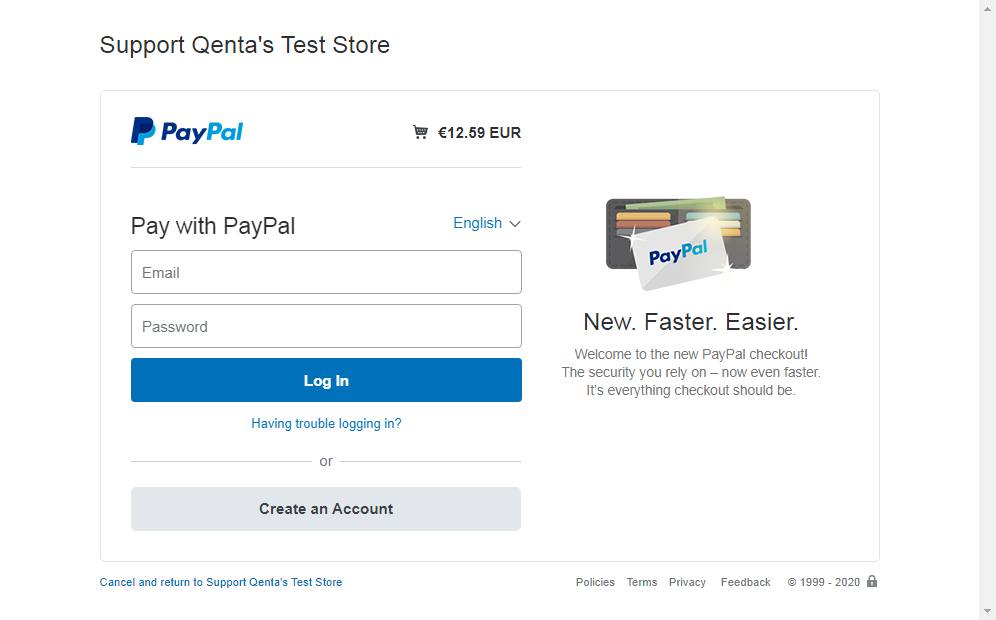 Support Qenta's Test Store
PayPal
€12.59 EUR
Pay with PayPal
English
Email
Password
Log In
Having trouble logging in?
or
Create an Account
PayPal
New. Faster. Easier.
Welcome to the new PayPal checkout!
The security you rely on – now even faster.
It's everything checkout should be.
Cancel and return to Support Qenta's Test Store
Policies Terms Privacy Feedback © 1999 - 2020